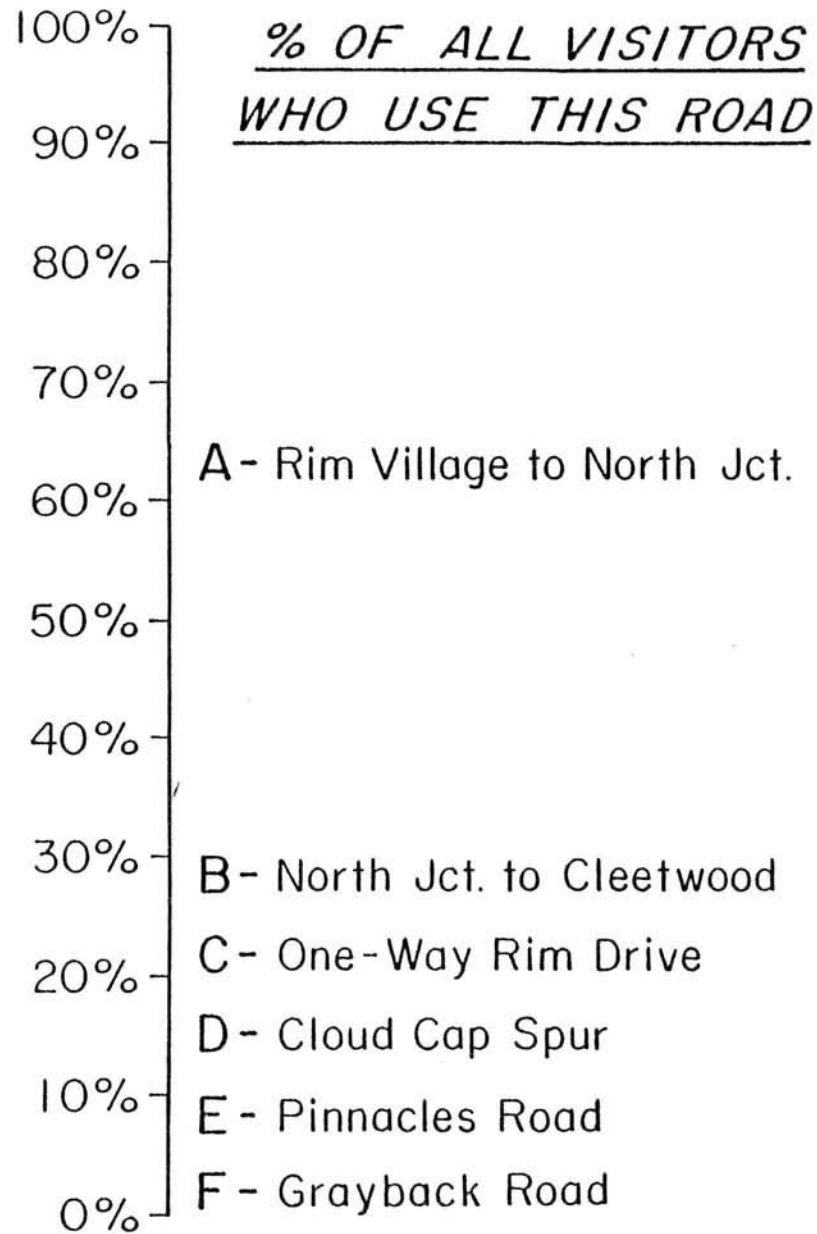 % OF ALL VISITORS
WHO USE THIS ROAD
100%
90%
80%
70%
A- Rim Village to North Jct.
60%
50%
40%
30%
B- North Jct. to Cleetwood
C- One-Way Rim Drive
20%
D- Cloud Cap Spur
10%
E- Pinnacles Road
F- Grayback Road
0%